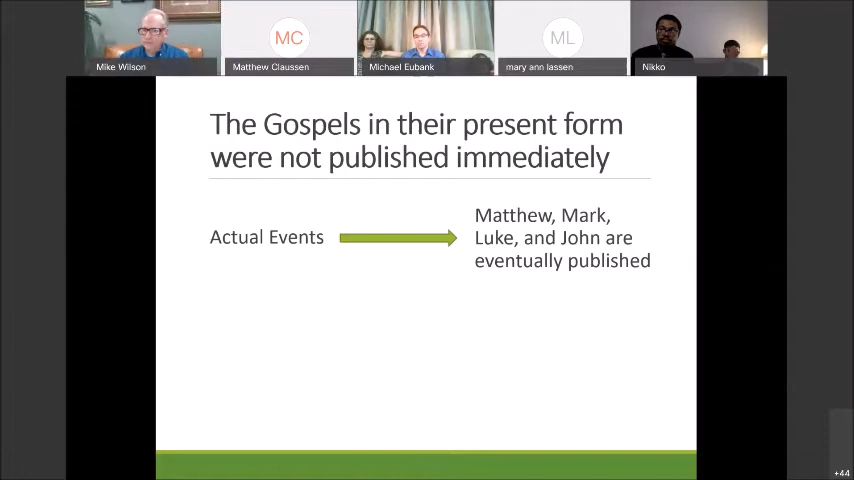 MC
ML
Mike Wilson
Matthew Claussen
Michael Eubank
mary ann lassen
Nikko
The Gospels in their present form
were not published immediately
Actual Events
Matthew, Mark,
Luke, and John are
eventually published
+44